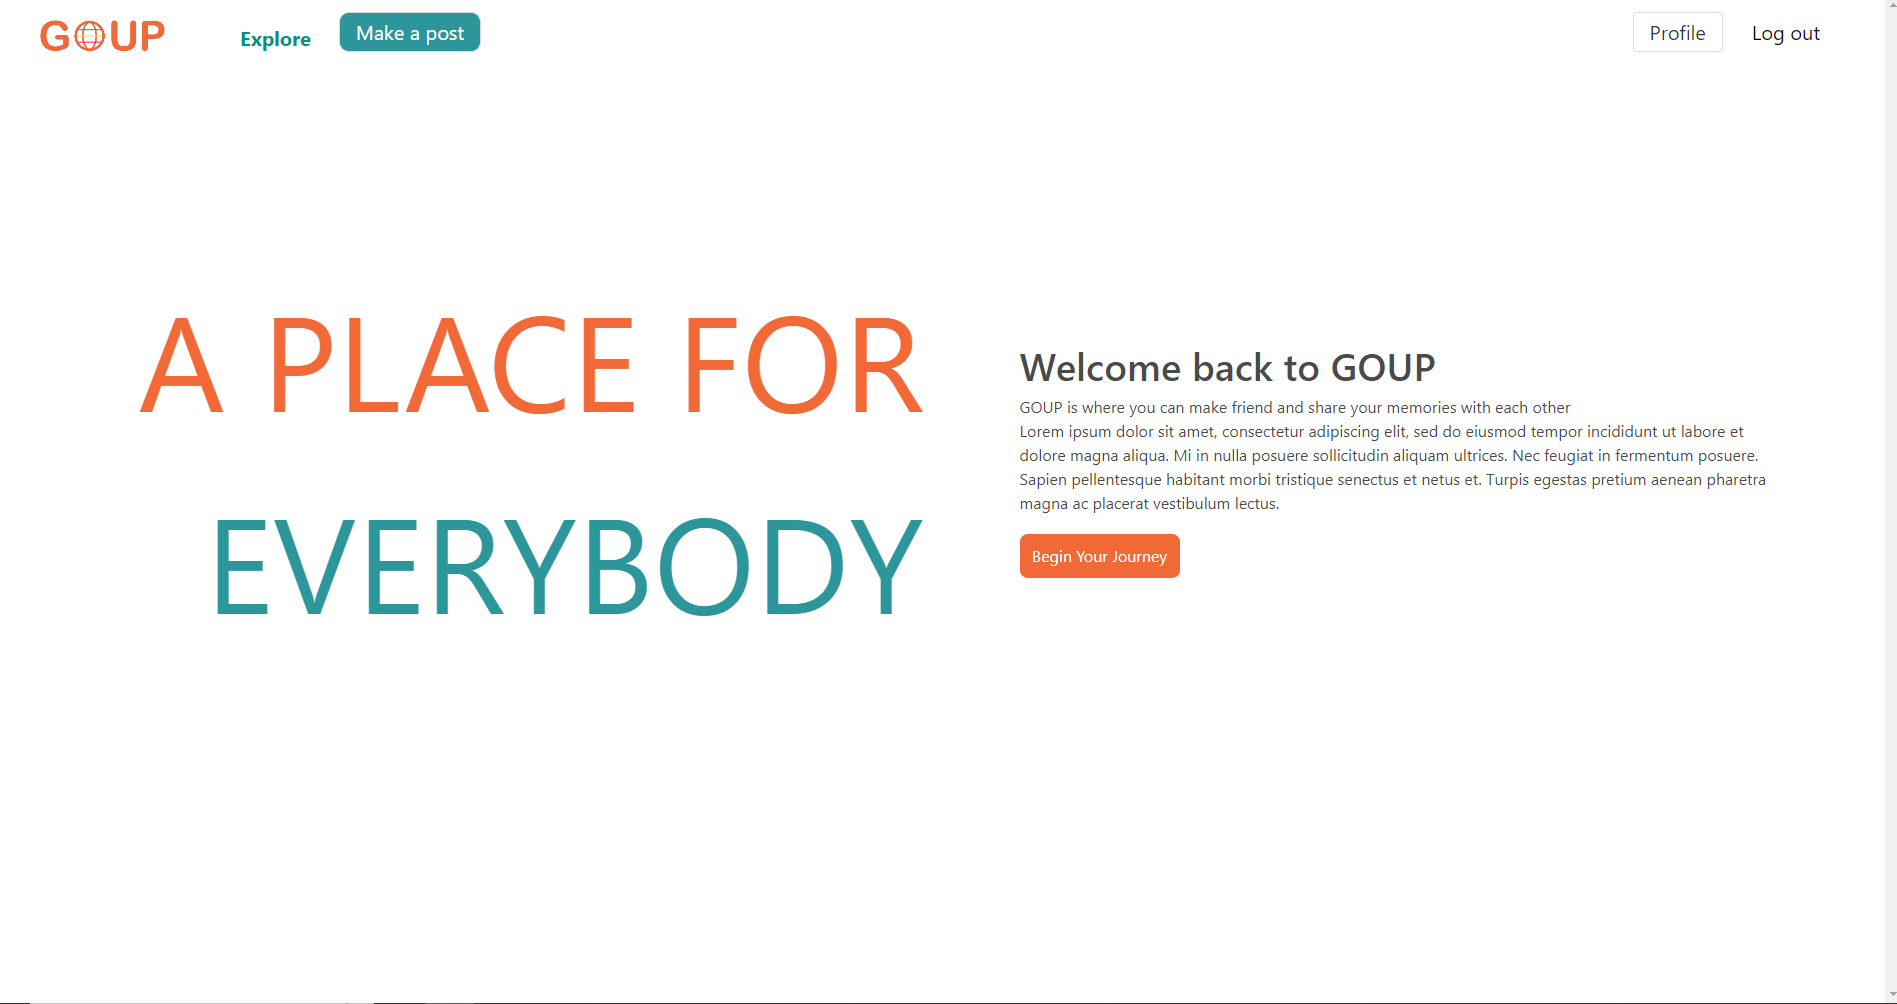 GOUP
Explore
Make a post
Profile
Log out
A PLACE FOR
EVERYBODY
Welcome back to GOUP
GOUP is where you can make friend and share your memories with each other
Lorem ipsum dolor sit amet, consectetur adipiscing elit, sed do eiusmod tempor incididunt ut labore et
dolore magna aliqua. Mi in nulla posuere sollicitudin aliquam ultrices. Nec feugiat in fermentum posuere.
Sapien pellentesque habitant morbi tristique senectus et netus et. Turpis egestas pretium aenean pharetra
magna ac placerat vestibulum lectus.
Begin Your Journey